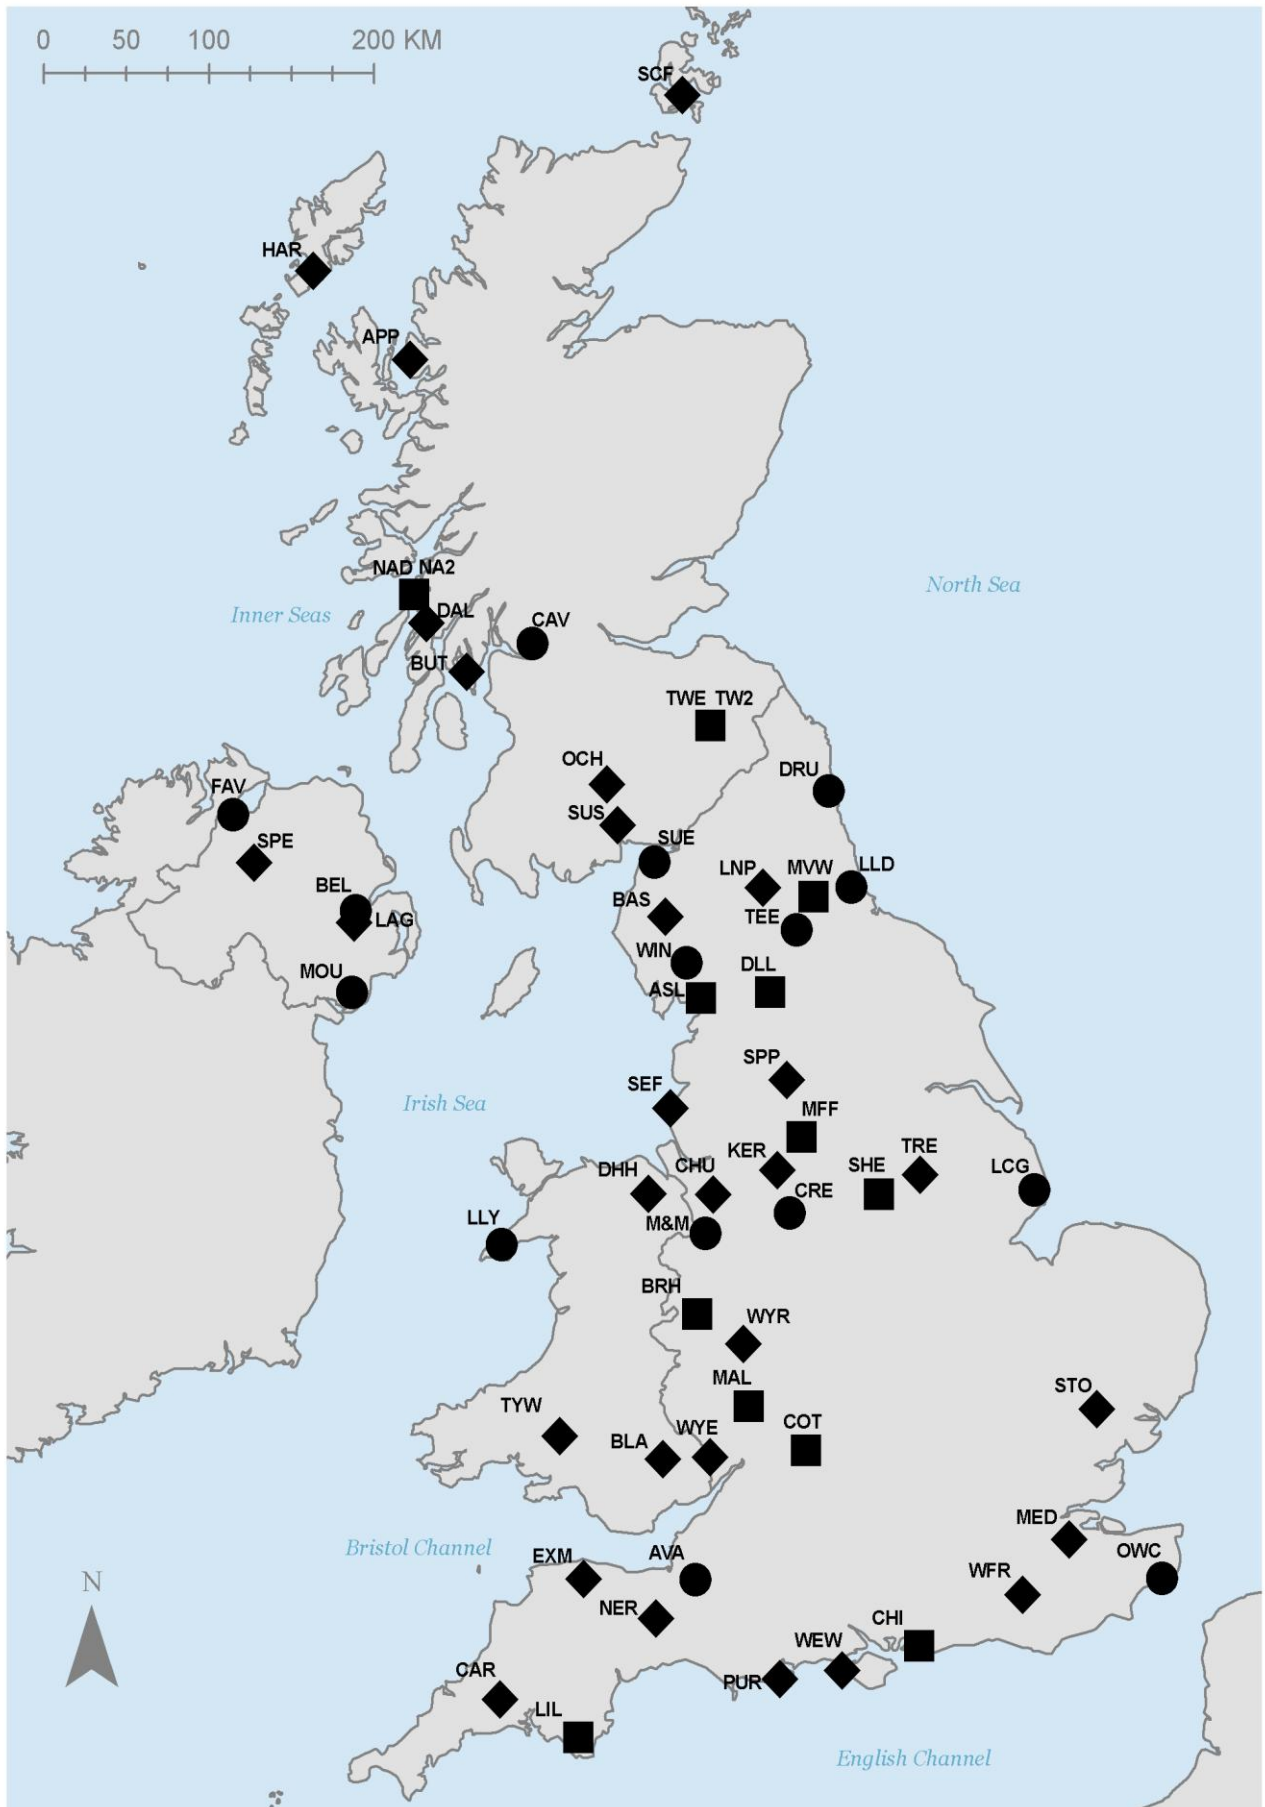 0 50 100 200 KM
SCF
HAR
APP
NAD NA2
Inner Seas
North Sea
DAL
CAV
BUT
TWE TW2
OCH
DRU
FAV
SUS
SPE
SUE
LNP
MVW
LLD
BEL
LAG
BAS
TEE
WIN
MOU
DLL
ASL
SPP
SEF
Irish Sea
MFF
KER
TRE
DHH
CHU
SHE
LCG
CRE
LLY
M&M
BRH
WYR
MAL
STO
TYW
COT
BLA
WYE
MED
Bristol Channel
EXM
AVA
OWC
WFR
N
NER
CHI
WEW
CAR
PUR
LIL
English Channel